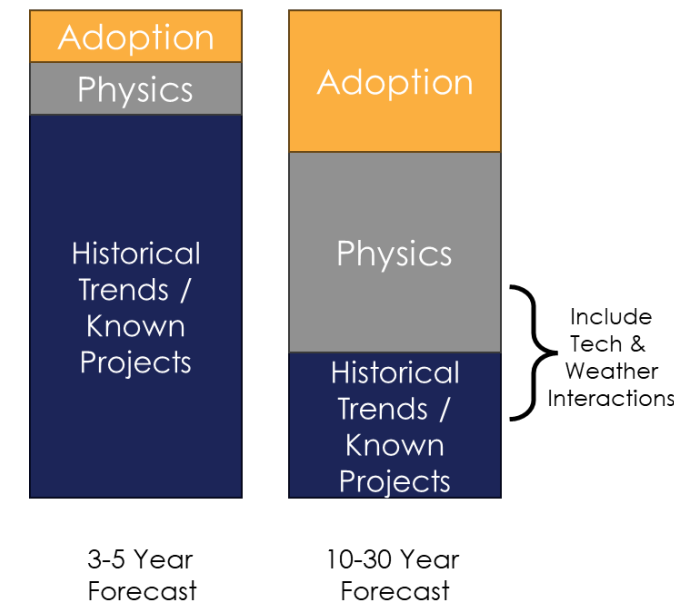 Adoption
Physics
Historical
Trends /
Known
Projects
3-5 Year
Forecast
Adoption
Physics
Historical
Trends /
Known
Projects
10-30 Year
Forecast
Include
Tech &
Weather
Interactions